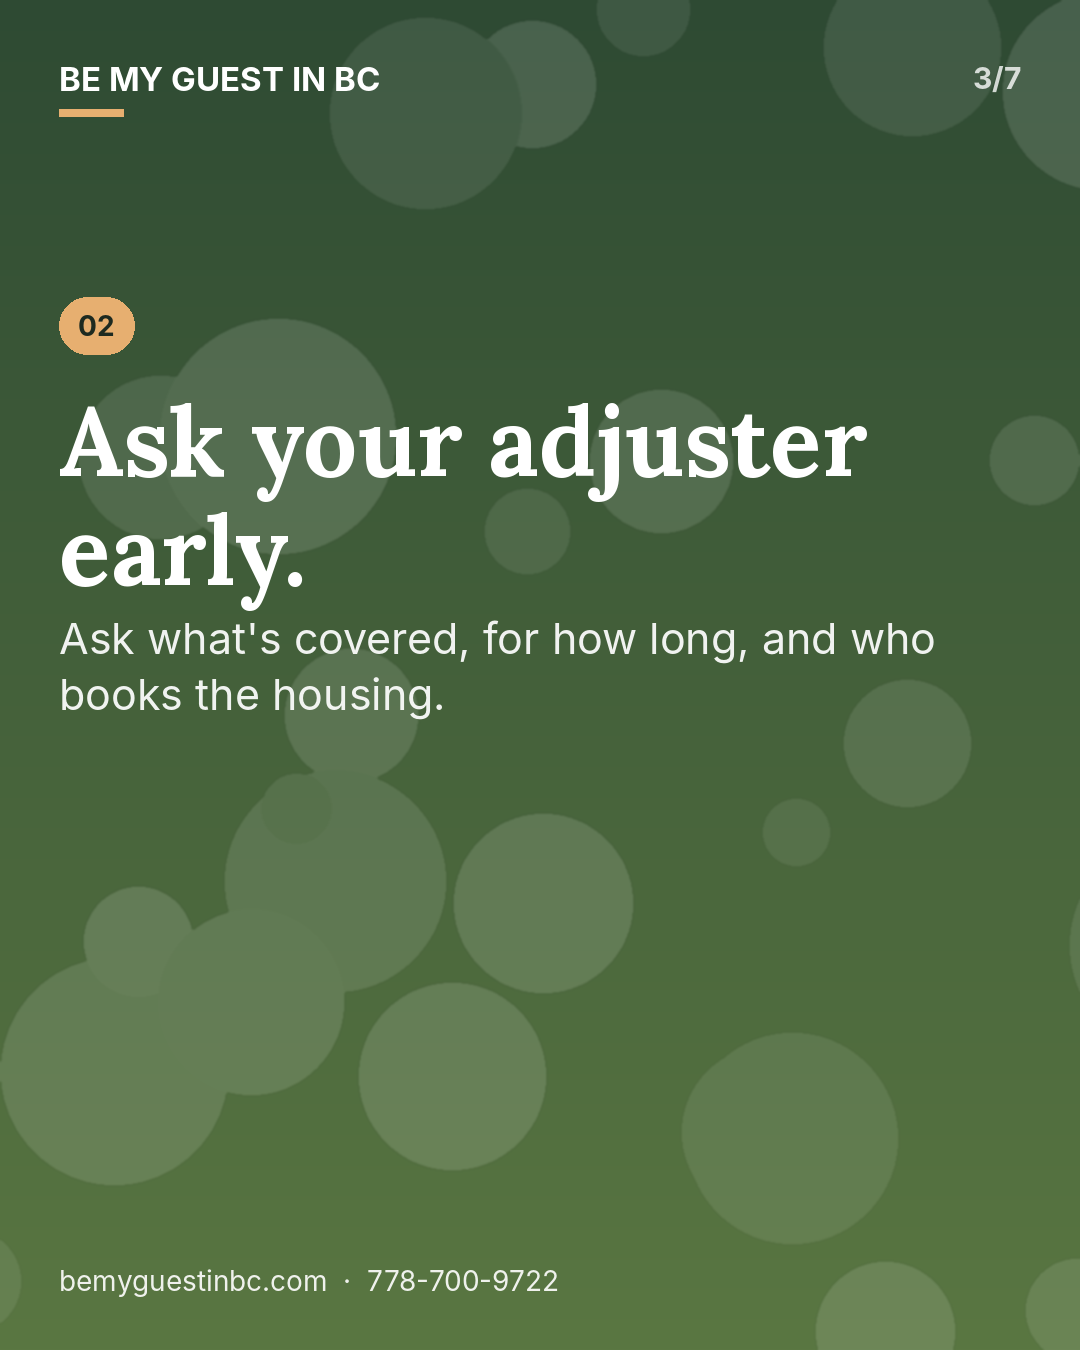 BE MY GUEST IN BC
3/7
02
Ask your adjuster
early.
Ask what's covered, for how long, and who
books the housing.
bemyguestinbc.com · 778-700-9722